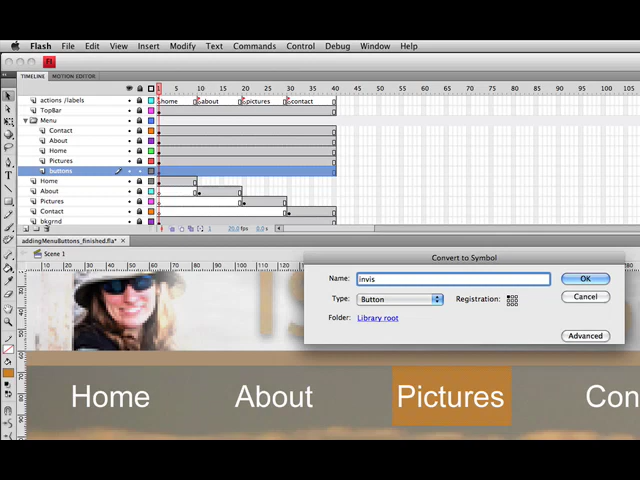 Flash File Edit View Insert Modify Text Commands Control Debug Window Help
Fl
TIMELINE MOTION EDITOR
1 5 10 15 20 25 30 35 40 45 50 55 60 65 70 75 80 85 90 95
actions /labels home about pictures contact
TopBar
Menu
Contact
About
Home
Pictures
buttons
Home
About
Pictures
Contact
bkgrnd
1 25.0 fps 0.0s
addingMenuButtons_finished.fla* ×
Scene 1
Convert to Symbol
Name: invis OK
Type: Button Registration: Cancel
Folder: Library root
Advanced
Home About Pictures Con